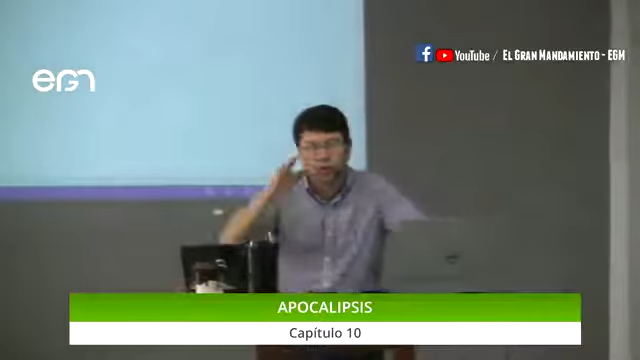 YouTube / El Gran Mandamiento - EGM
EGM
APOCALIPSIS
Capítulo 10